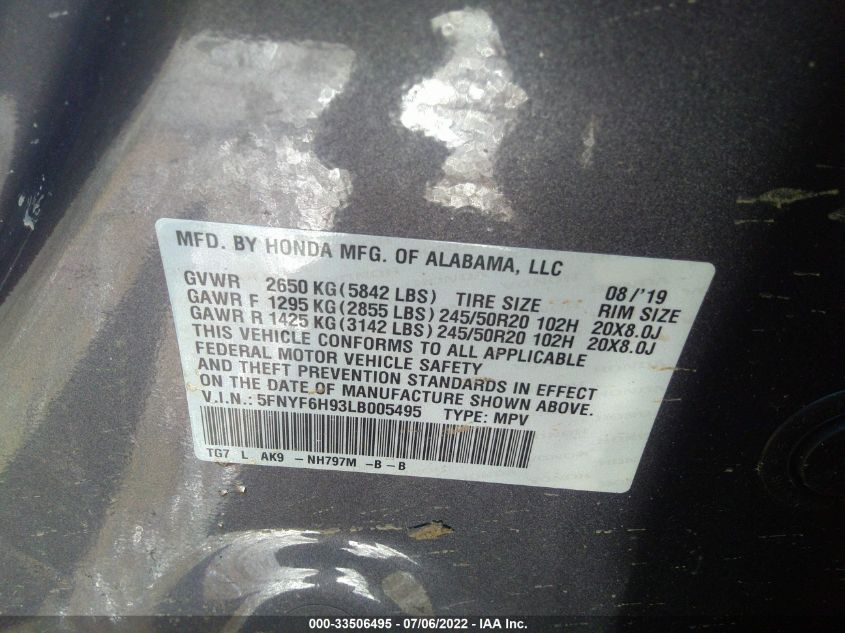 MFD. BY HONDA MFG. OF ALABAMA, LLC
08/'19
GVWR 2650 KG(5842 LBS) TIRE SIZE RIM SIZE
GAWR F 1295 KG(2855 LBS)245/50R20 102H 20X8.0J
GAWR R 1425 KG(3142 LBS)245/50R20 102H 20X8.0J
THIS VEHICLE CONFORMS TO ALL APPLICABLE
FEDERAL MOTOR VEHICLE SAFETY
AND THEFT PREVENTION STANDARDS IN EFFECT
ON THE DATE OF MANUFACTURE SHOWN ABOVE.
V.I.N.: 5FNYF6H93LB005495 TYPE: MPV
TG7 L AK9 -NH797M -B-B
000-33506495 - 07/06/2022 - IAA Inc.